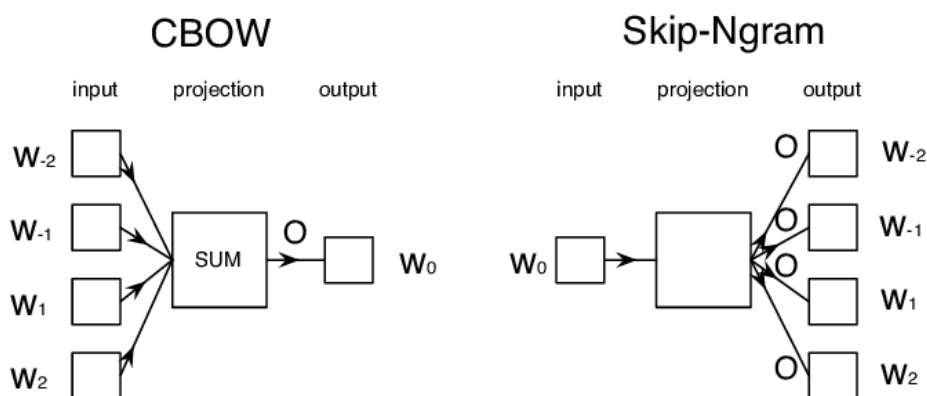 CBOW
input projection output
W-2
W-1
W1
W2
SUM
O
W0
Skip-Ngram
input projection output
W0
O
O
O
O
W-2
W-1
W1
W2